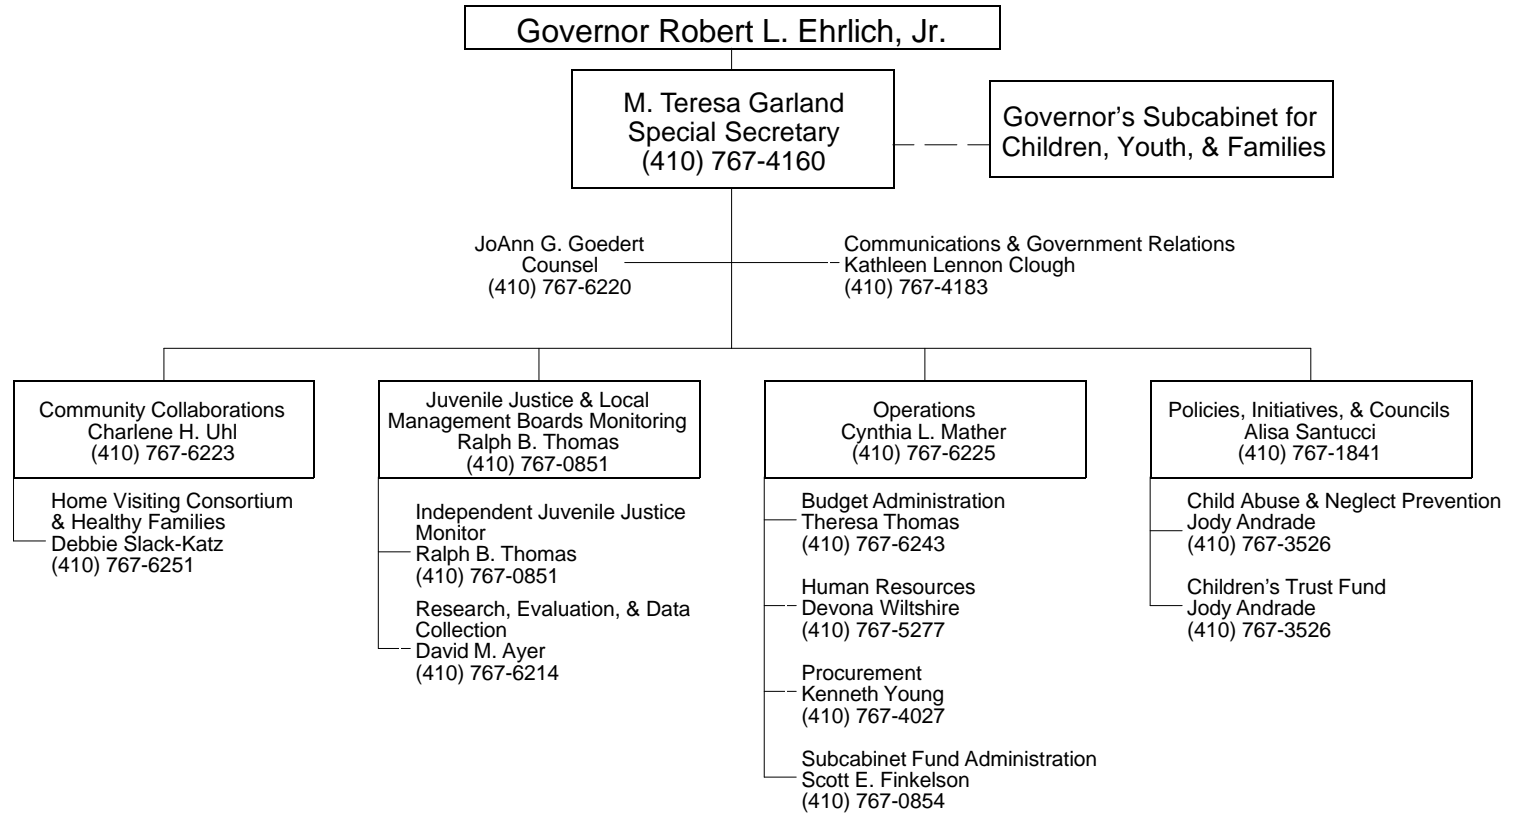 Governor Robert L. Ehrlich, Jr.
M. Teresa Garland
Special Secretary
(410) 767-4160
Governor’s Subcabinet for
Children, Youth, & Families
JoAnn G. Goedert
Counsel
(410) 767-6220
Communications & Government Relations
Kathleen Lennon Clough
(410) 767-4183
Community Collaborations
Charlene H. Uhl
(410) 767-6223
Home Visiting Consortium
& Healthy Families
Debbie Slack-Katz
(410) 767-6251
Juvenile Justice & Local
Management Boards Monitoring
Ralph B. Thomas
(410) 767-0851
Independent Juvenile Justice
Monitor
Ralph B. Thomas
(410) 767-0851
Research, Evaluation, & Data
Collection
David M. Ayer
(410) 767-6214
Operations
Cynthia L. Mather
(410) 767-6225
Budget Administration
Theresa Thomas
(410) 767-6243
Human Resources
Devona Wiltshire
(410) 767-5277
Procurement
Kenneth Young
(410) 767-4027
Subcabinet Fund Administration
Scott E. Finkelson
(410) 767-0854
Policies, Initiatives, & Councils
Alisa Santucci
(410) 767-1841
Child Abuse & Neglect Prevention
Jody Andrade
(410) 767-3526
Children’s Trust Fund
Jody Andrade
(410) 767-3526